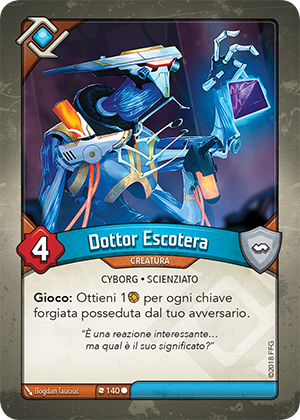 Dottor Escotera
CREATURA
4
CYBORG • SCIENZIATO
Gioco: Ottieni 1 per ogni chiave
forgiata posseduta dal tuo avversario.
“È una reazione interessante...
ma qual è il suo significato?”
Bogdan Tauciuc
140
©2018 FFG